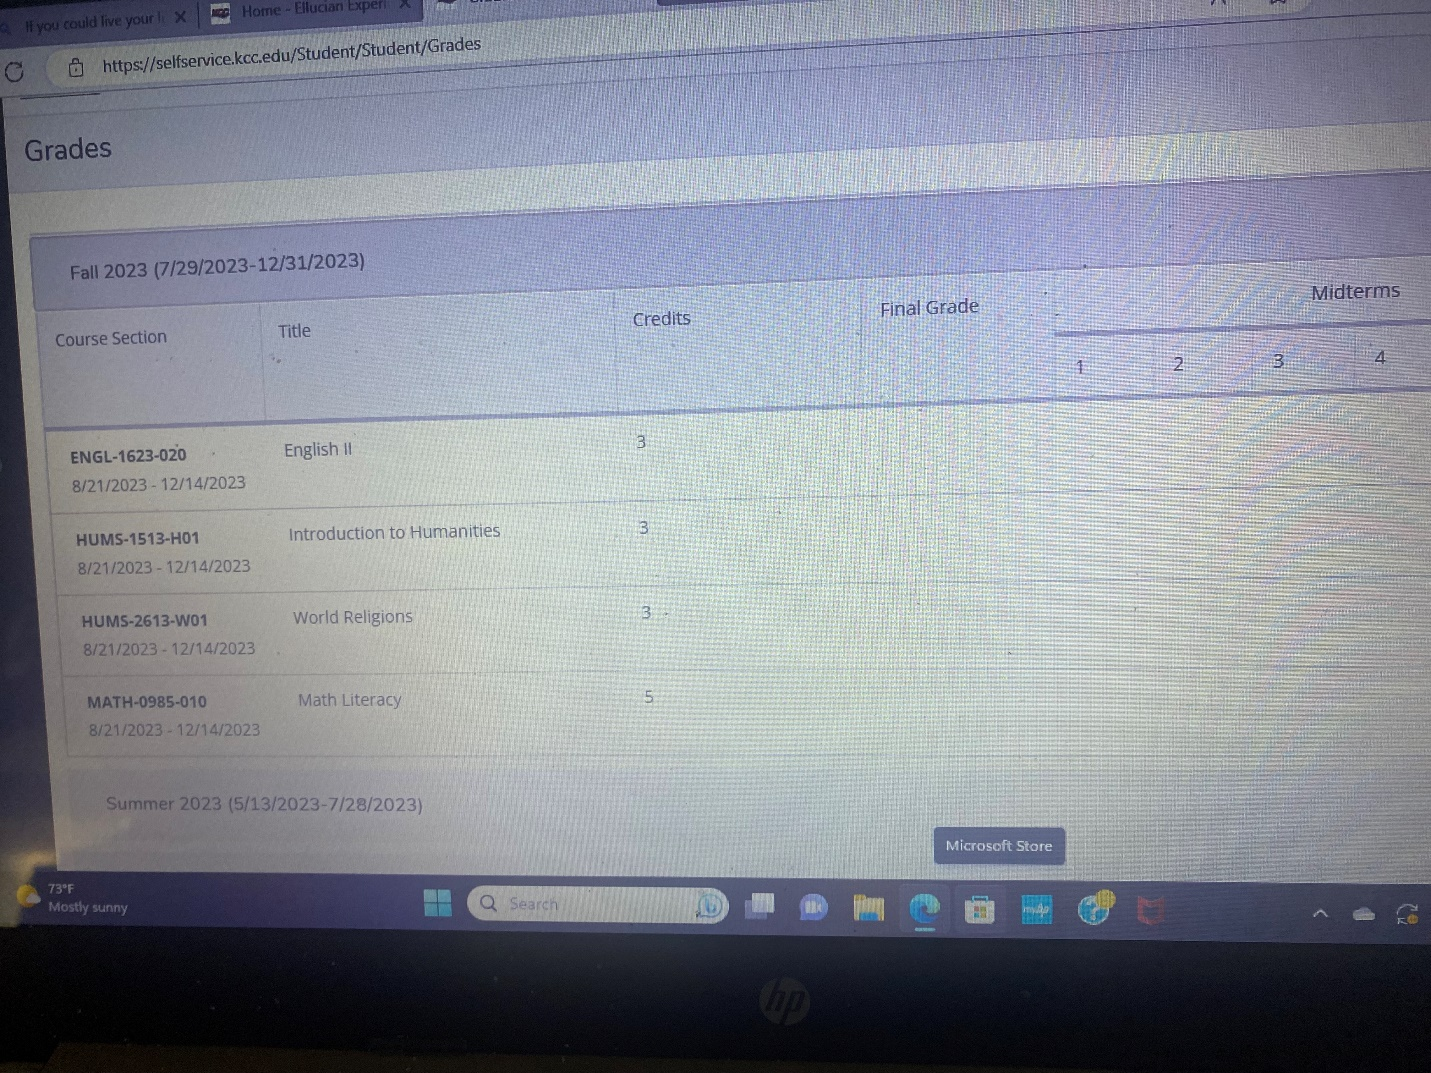 If you could live your li
Home - Ellucian Experi
https://selfservice.kcc.edu/Student/Student/Grades
Grades
Fall 2023 (7/29/2023-12/31/2023)
Course Section
Title
Credits
Final Grade
Midterms
1
2
3
4
ENGL-1623-020
8/21/2023 - 12/14/2023
English II
3
HUMS-1513-H01
8/21/2023 - 12/14/2023
Introduction to Humanities
3
HUMS-2613-W01
8/21/2023 - 12/14/2023
World Religions
3
MATH-0985-010
8/21/2023 - 12/14/2023
Math Literacy
5
Summer 2023 (5/13/2023-7/28/2023)
Microsoft Store
73°F
Mostly sunny
Search
hp